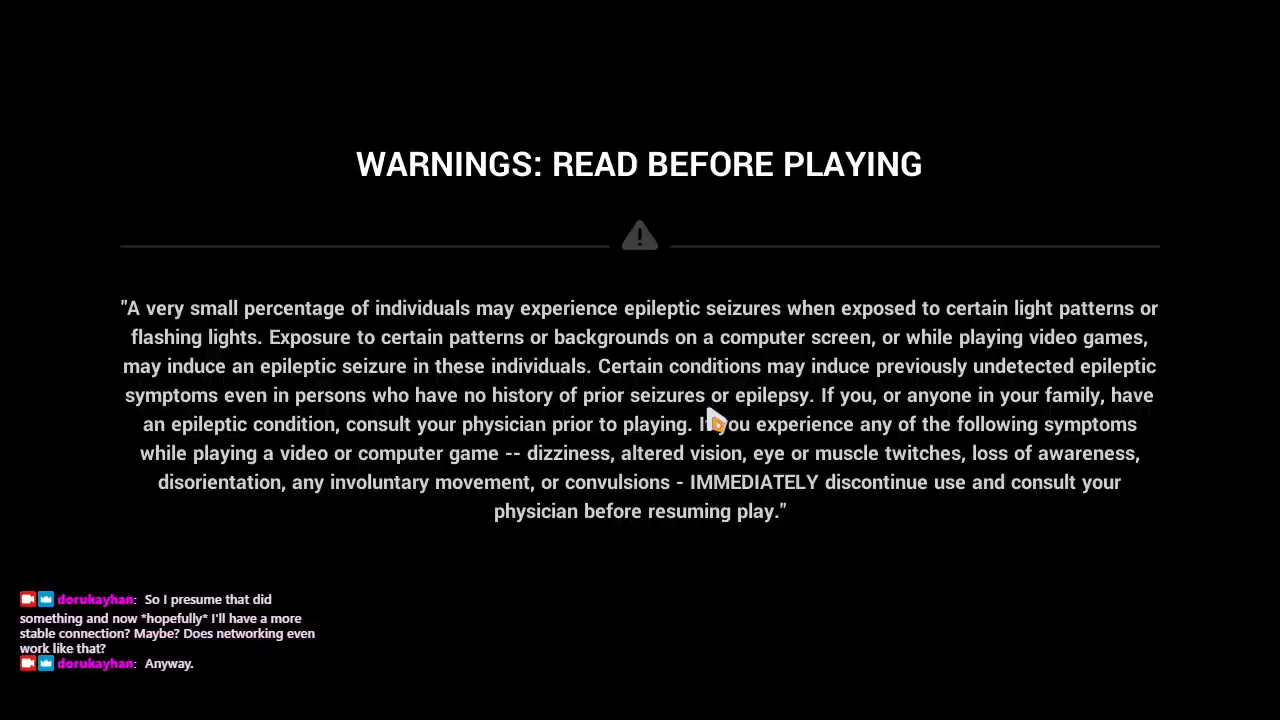 WARNINGS: READ BEFORE PLAYING
"A very small percentage of individuals may experience epileptic seizures when exposed to certain light patterns or
flashing lights. Exposure to certain patterns or backgrounds on a computer screen, or while playing video games,
may induce an epileptic seizure in these individuals. Certain conditions may induce previously undetected epileptic
symptoms even in persons who have no history of prior seizures or epilepsy. If you, or anyone in your family, have
an epileptic condition, consult your physician prior to playing. If you experience any of the following symptoms
while playing a video or computer game -- dizziness, altered vision, eye or muscle twitches, loss of awareness,
disorientation, any involuntary movement, or convulsions - IMMEDIATELY discontinue use and consult your
physician before resuming play."
dorukayhan: So I presume that did
something and now *hopefully* I'll have a more
stable connection? Maybe? Does networking even
work like that?
dorukayhan: Anyway.